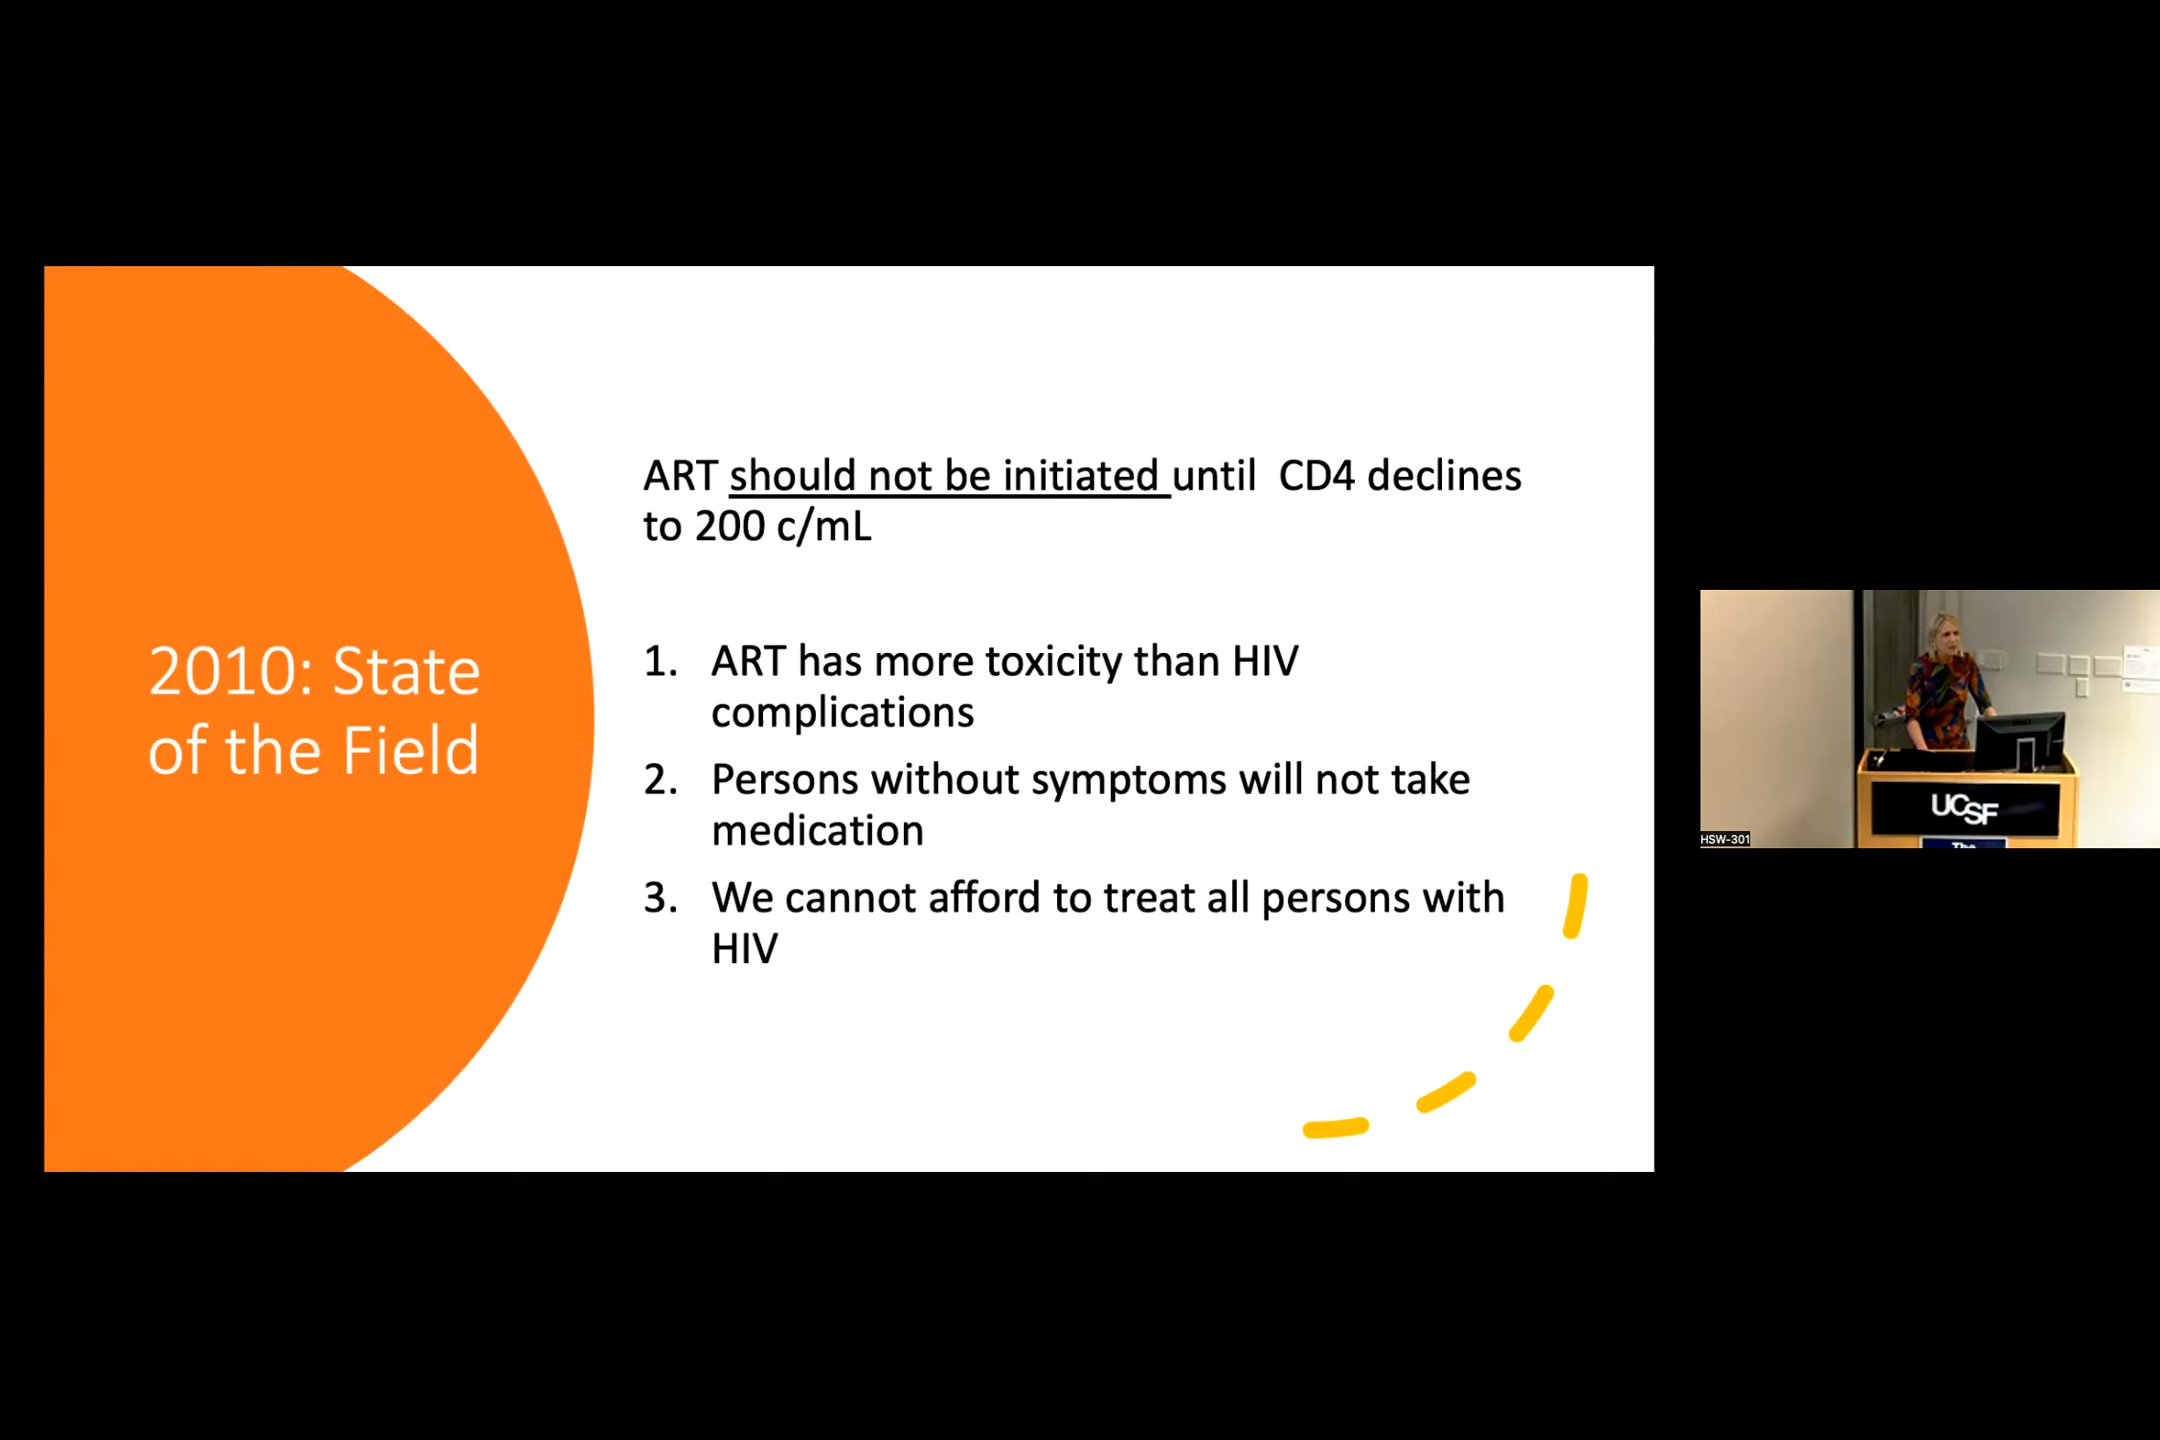 2010: State
of the Field
ART should not be initiated until CD4 declines
to 200 c/mL
1. ART has more toxicity than HIV
complications
2. Persons without symptoms will not take
medication
3. We cannot afford to treat all persons with
HIV
UCSF
The
HSW-301